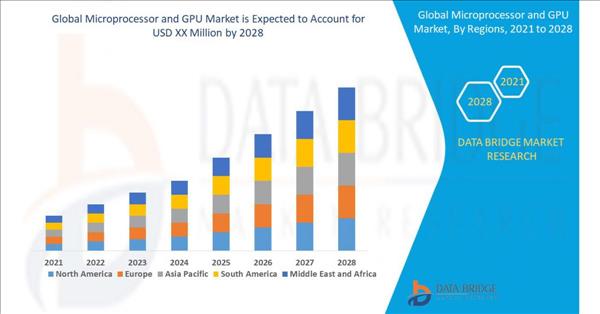 Global Microprocessor and GPU Market is Expected to Account for
USD XX Million by 2028
Global Microprocessor and GPU
Market, By Regions, 2021 to 2028
2021
2028
DATA BRIDGE MARKET
RESEARCH
DATA BRIDGE
2021 2022 2023 2024 2025 2026 2027 2028
North America Europe Asia Pacific South America Middle East and Africa
DATA BRIDGE